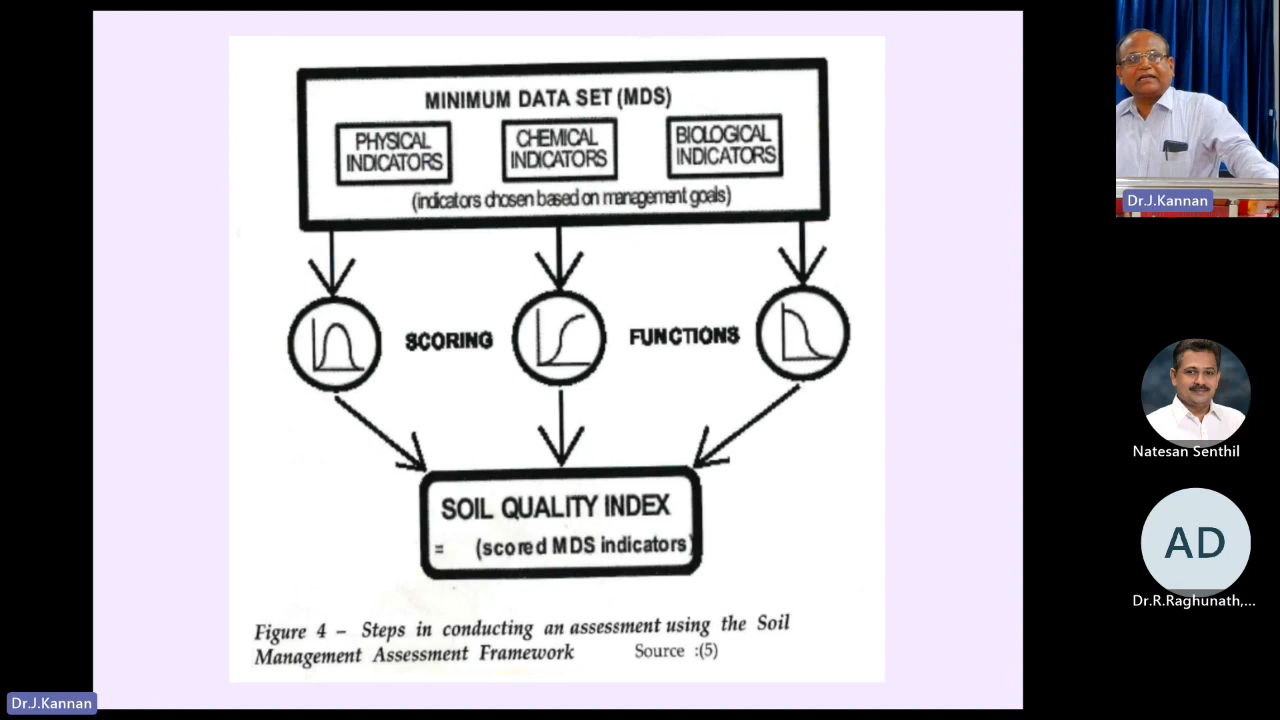 MINIMUM DATA SET (MDS)
PHYSICAL
INDICATORS
CHEMICAL
INDICATORS
BIOLOGICAL
INDICATORS
(indicators chosen based on management goals)
SCORING
FUNCTIONS
SOIL QUALITY INDEX
= (scored MDS indicators)
Figure 4 – Steps in conducting an assessment using the Soil
Management Assessment Framework Source :(5)
Dr.J.Kannan
Natesan Senthil
AD
Dr.R.Raghunath,...
Dr.J.Kannan